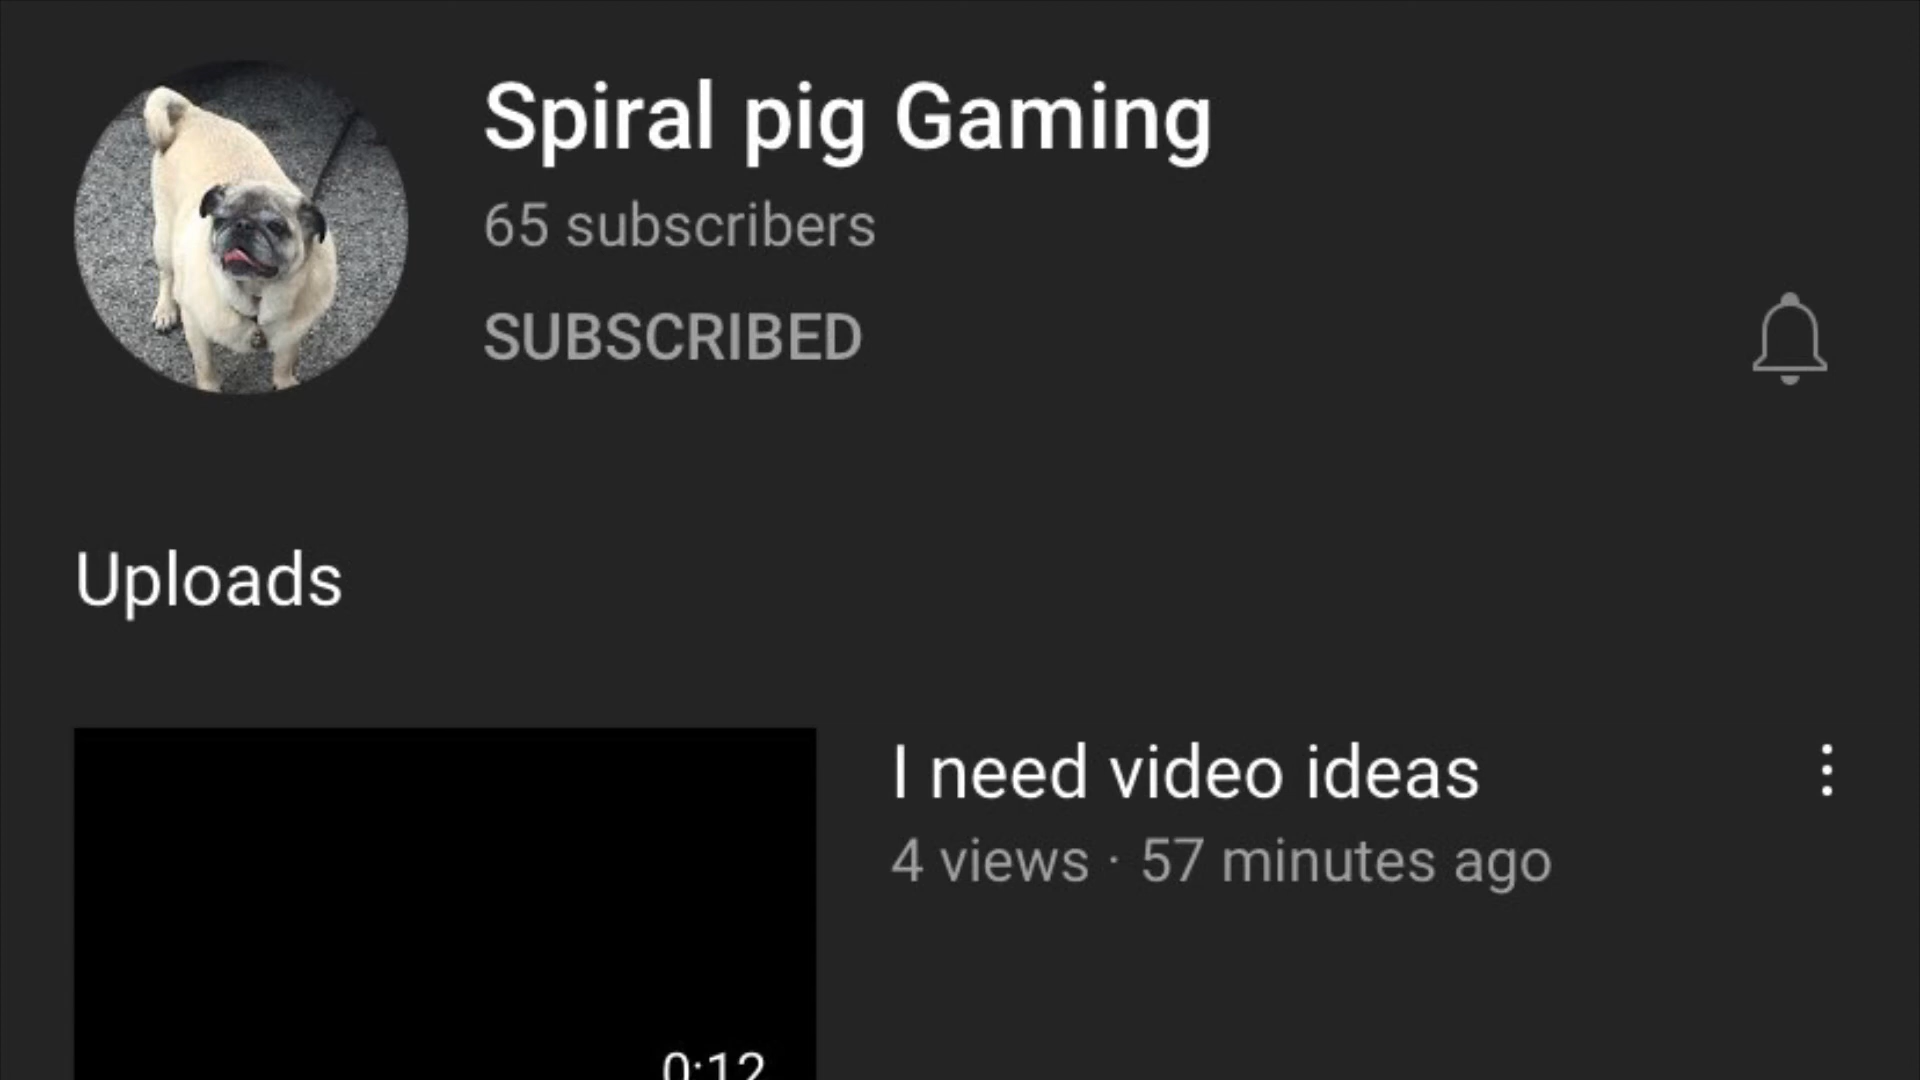 Spiral pig Gaming
65 subscribers
SUBSCRIBED
Uploads
I need video ideas
4 views · 57 minutes ago
0:12